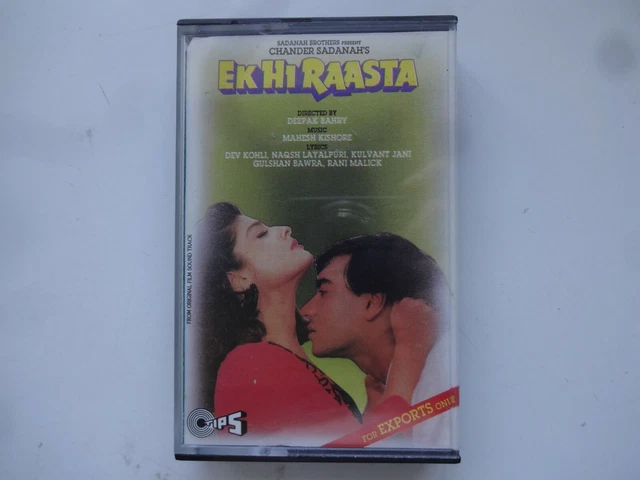 SADANAH BROTHERS PRESENT
CHANDER SADANAH'S
EK HI RAASTA
DIRECTED BY
DEEPAK BAHRY
MUSIC
MAHESH KISHORE
LYRICS
DEV KOHLI, NAQSH LAYALPURI, KULVANT JANI
GULSHAN BAWRA, RANI MALICK
FROM ORIGINAL FILM SOUND TRACK
TIPS
FOR EXPORTS ONLY